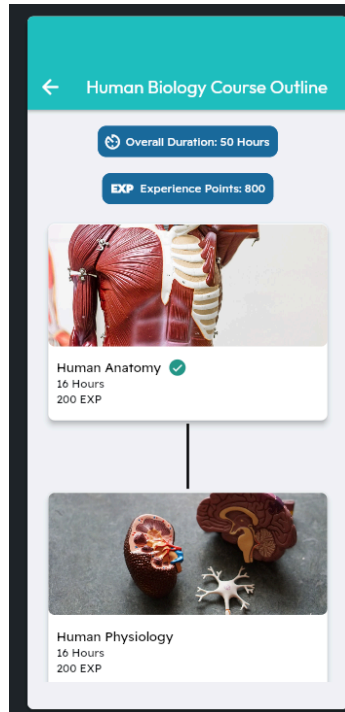 Human Biology Course Outline
Overall Duration: 50 Hours
EXP Experience Points: 800
Human Anatomy
16 Hours
200 EXP
Human Physiology
16 Hours
200 EXP